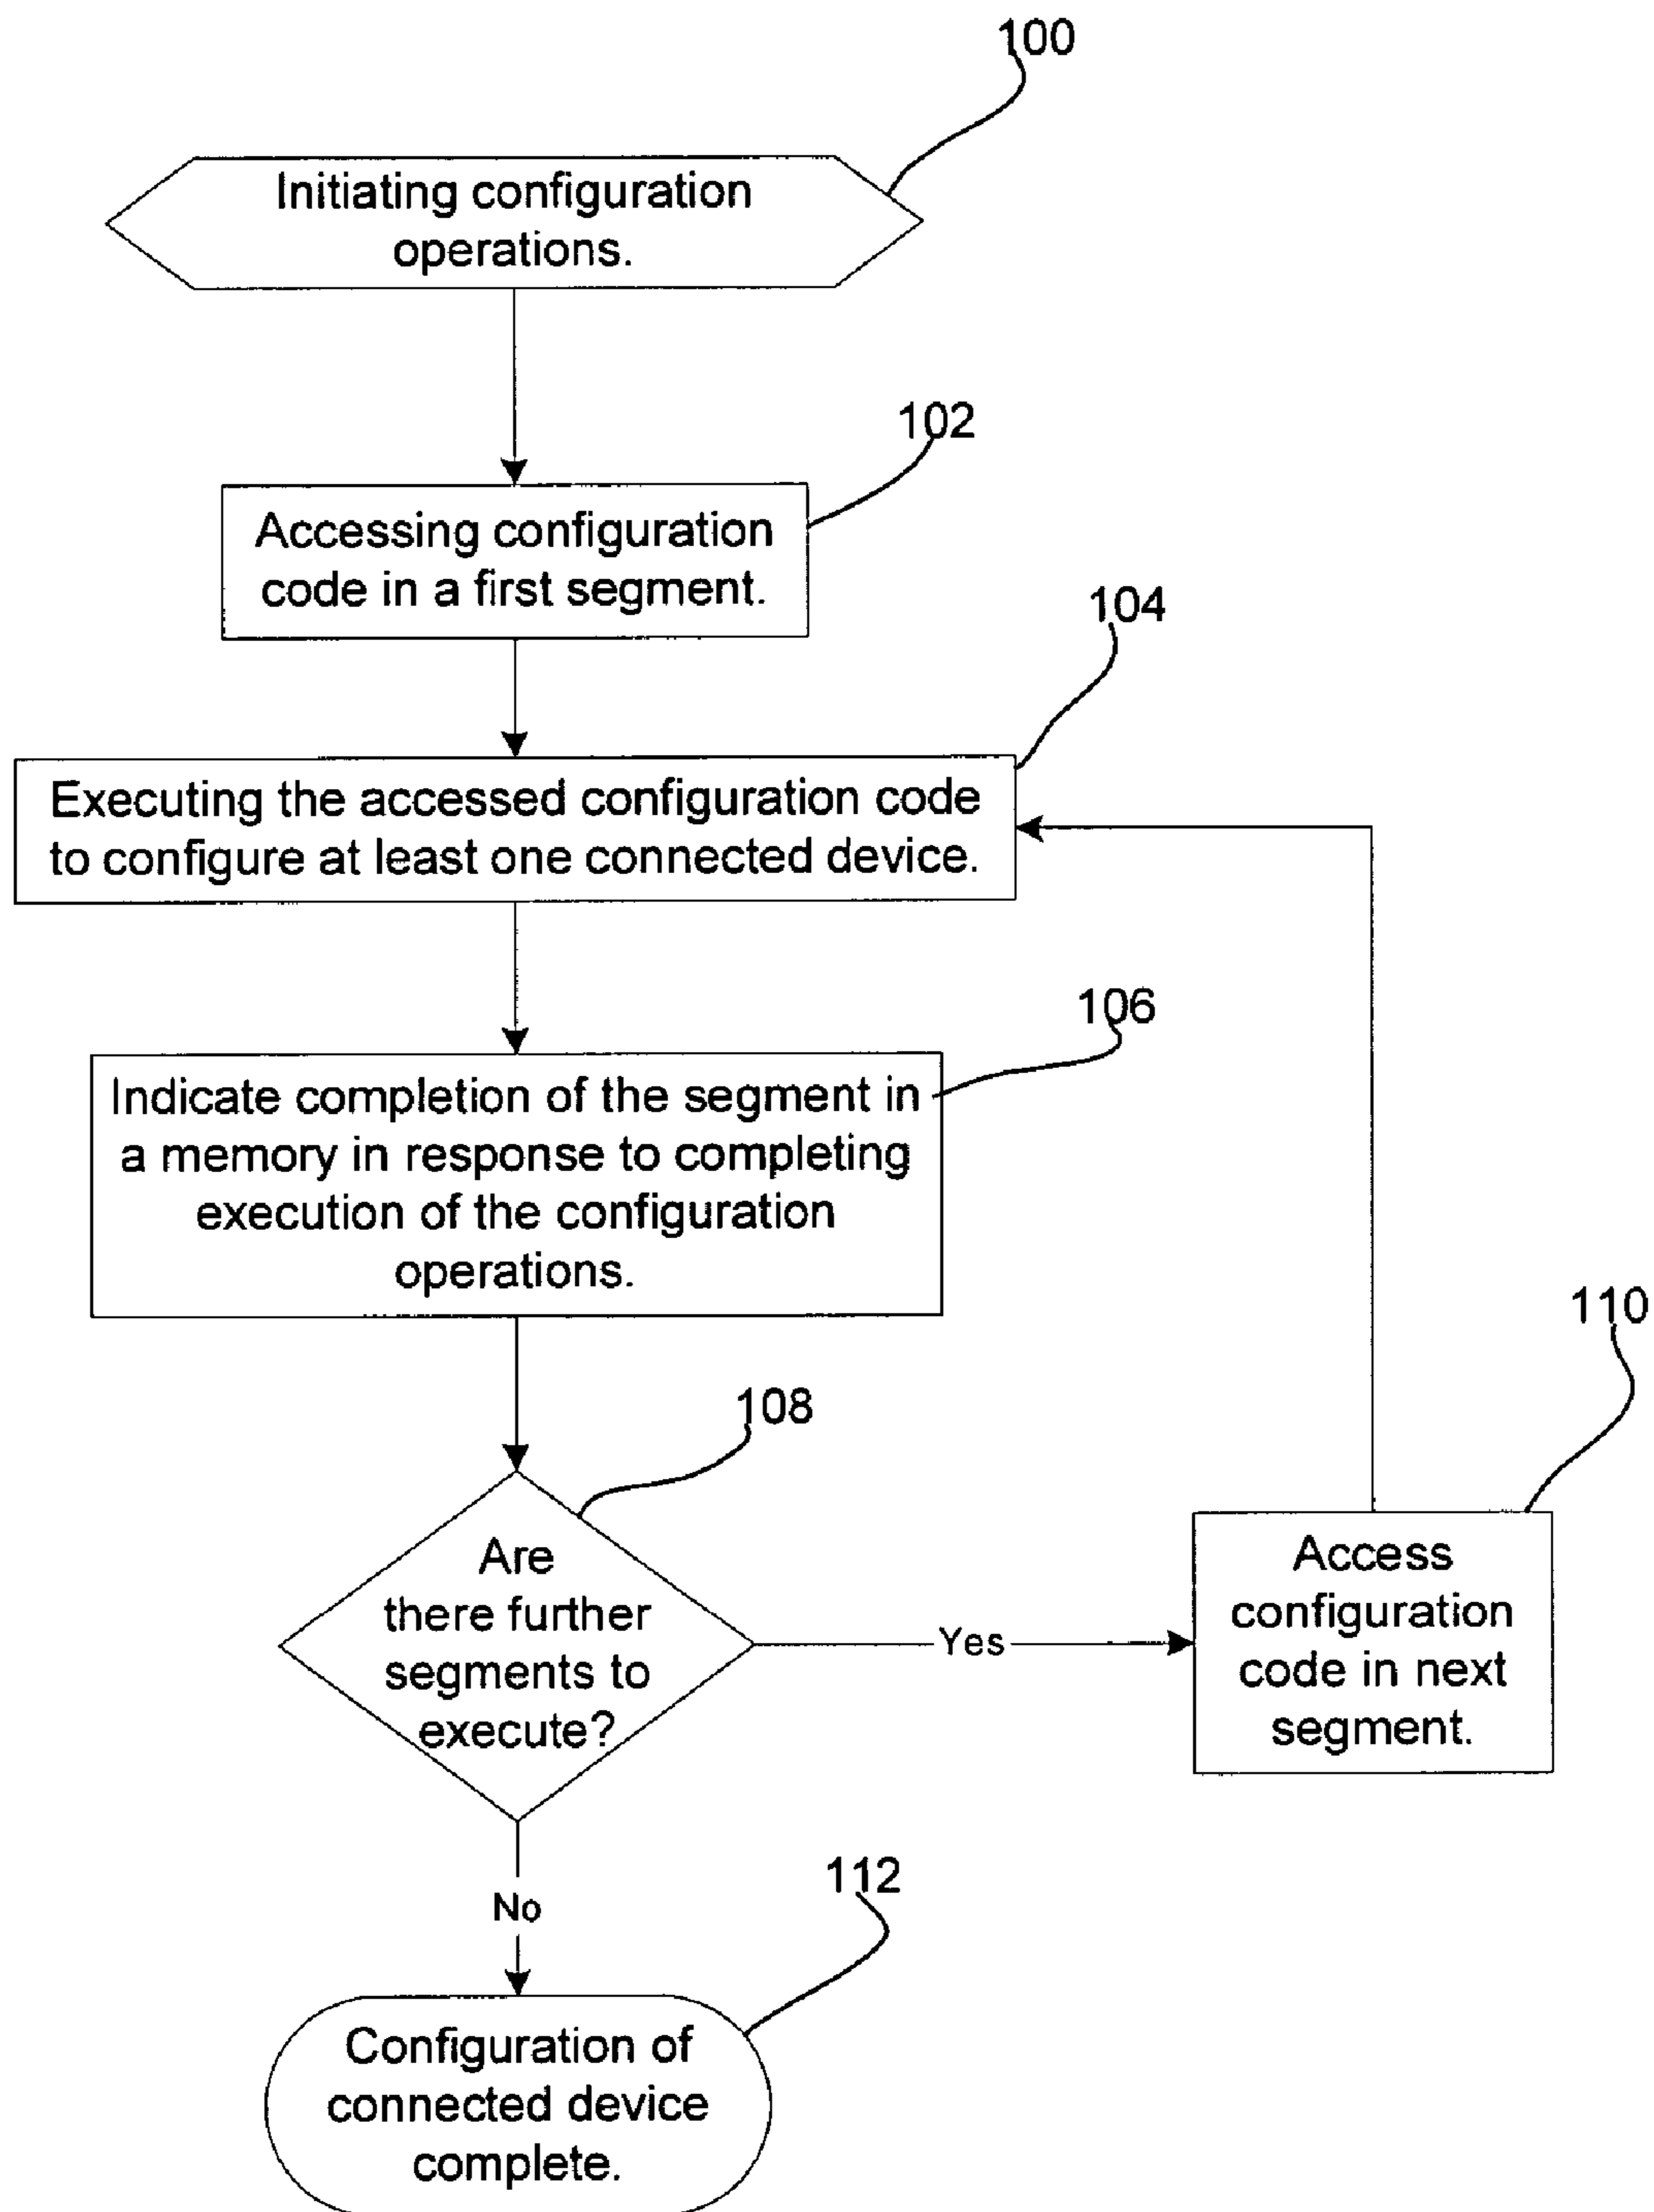 100
Initiating configuration
operations.
102
Accessing configuration
code in a first segment.
104
Executing the accessed configuration code
to configure at least one connected device.
106
Indicate completion of the segment in
a memory in response to completing
execution of the configuration
operations.
108
Are
there further
segments to
execute?
Yes
110
Access
configuration
code in next
segment.
No
112
Configuration of
connected device
complete.